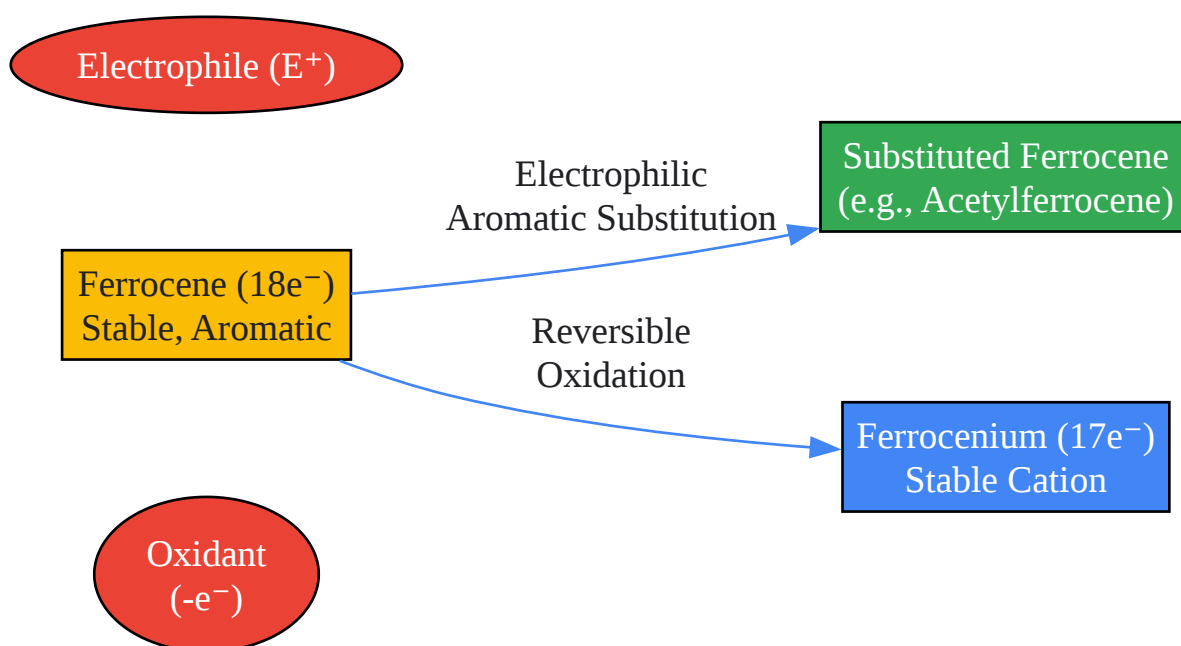 Electrophile (E⁺)
Electrophilic
Aromatic Substitution
Substituted Ferrocene
(e.g., Acetylferrocene)
Ferrocene (18e⁻)
Stable, Aromatic
Reversible
Oxidation
Ferrocenium (17e⁻)
Stable Cation
Oxidant
(-e⁻)